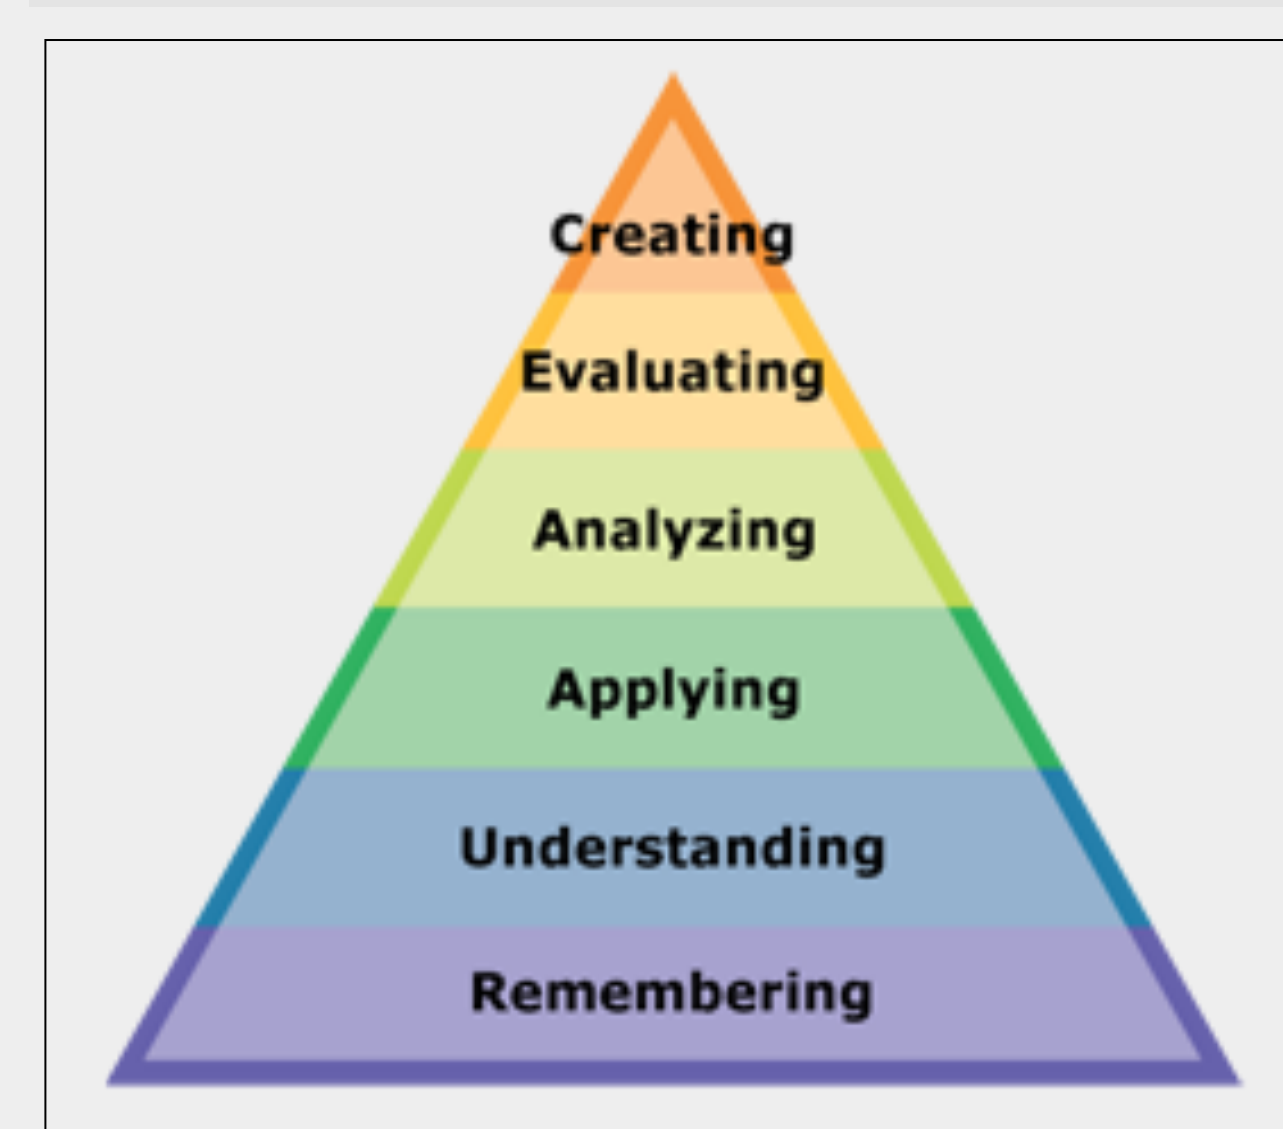 Creating
Evaluating
Analyzing
Applying
Understanding
Remembering